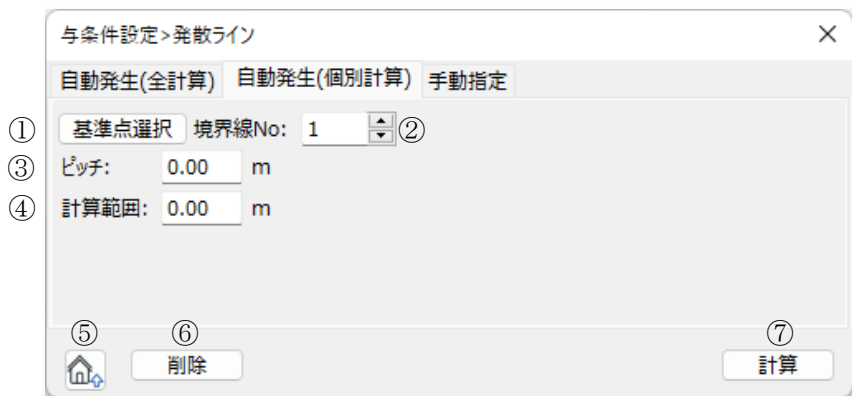 与条件設定>発散ライン
自動発生(全計算) 自動発生(個別計算) 手動指定
① 基準点選択 境界線No: 1 ②
③ ピッチ: 0.00 m
④ 計算範囲: 0.00 m
⑤ ⑥ ⑦
削除 計算